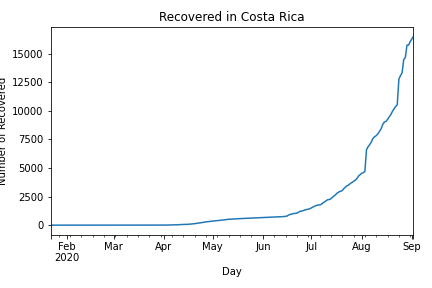 Recovered in Costa Rica
Number of Recovered
15000
12500
10000
7500
5000
2500
0
Feb Mar Apr May Jun Jul Aug Sep
2020
Day